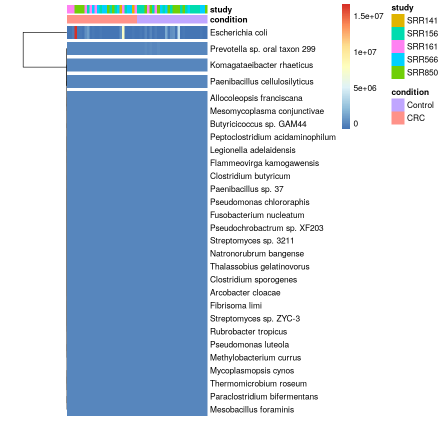 study
condition
Escherichia coli
Prevotella sp. oral taxon 299
Komagataeibacter rhaeticus
Paenibacillus cellulosilyticus
Allocoleopsis franciscana
Mesomycoplasma conjunctivae
Butyricicoccus sp. GAM44
Peptoclostridium acidaminophilum
Legionella adelaidensis
Flammeovirga kamogawensis
Clostridium butyricum
Paenibacillus sp. 37
Pseudomonas chlororaphis
Fusobacterium nucleatum
Pseudochrobactrum sp. XF203
Streptomyces sp. 3211
Natronorubrum bangense
Thalassobius gelatinovorus
Clostridium sporogenes
Arcobacter cloacae
Fibrisoma limi
Streptomyces sp. ZYC-3
Rubrobacter tropicus
Pseudomonas luteola
Methylobacterium currus
Mycoplasmopsis cynos
Thermomicrobium roseum
Paraclostridium bifermentans
Mesobacillus foraminis
1.5e+07
1e+07
5e+06
0
study
SRR141
SRR156
SRR161
SRR566
SRR850
condition
Control
CRC